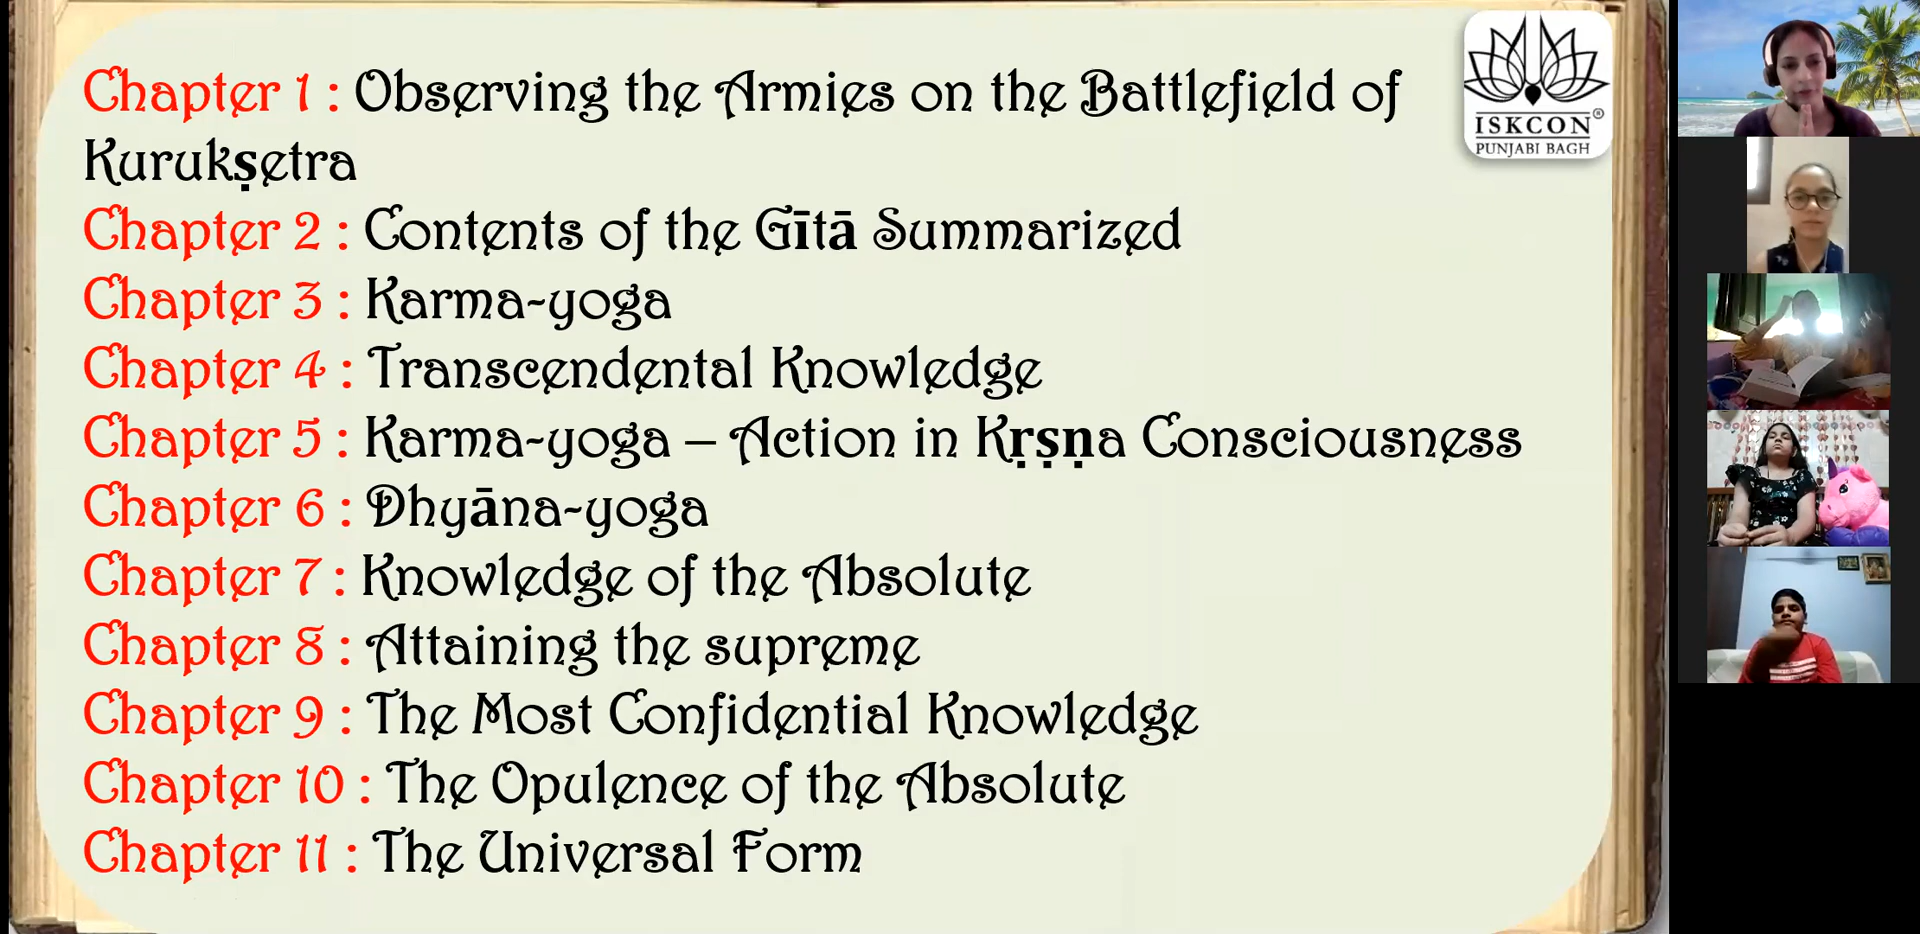 Chapter 1 : Observing the Armies on the Battlefield of
Kurukṣetra
Chapter 2 : Contents of the Gītā Summarized
Chapter 3 : Karma-yoga
Chapter 4 : Transcendental Knowledge
Chapter 5 : Karma-yoga – Action in Kṛṣṇa Consciousness
Chapter 6 : Dhyāna-yoga
Chapter 7 : Knowledge of the Absolute
Chapter 8 : Attaining the supreme
Chapter 9 : The Most Confidential Knowledge
Chapter 10 : The Opulence of the Absolute
Chapter 11 : The Universal Form
ISKCON®
PUNJABI BAGH